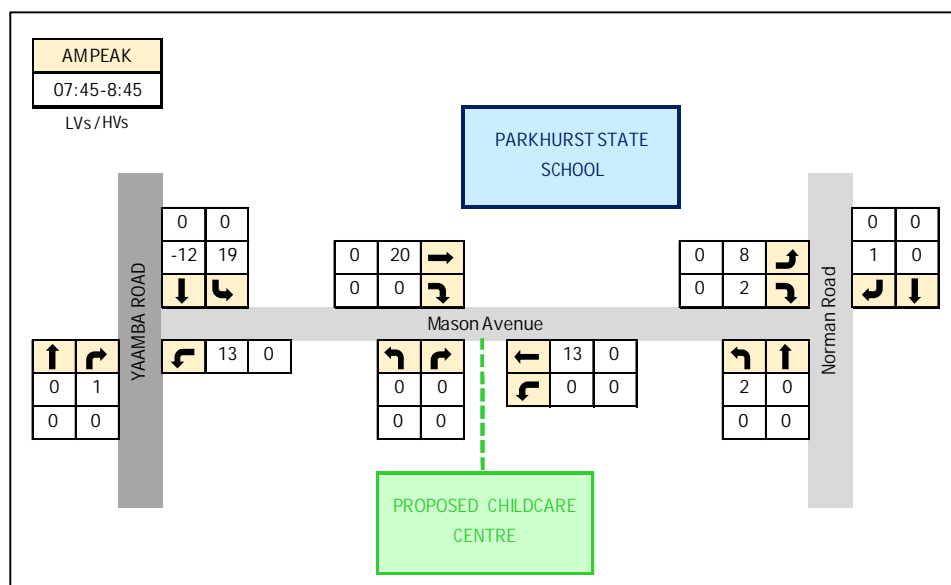 AM PEAK
07:45-8:45
LVs / HVs
PARKHURST STATE
SCHOOL
0 0
-12 19
0 20
0 0
0 8
0 2
0 0
1 0
YAAMBA ROAD
Mason Avenue
Norman Road
0 1
0 0
13 0
0 0
0 0
13 0
0 0
2 0
0 0
PROPOSED CHILDCARE
CENTRE